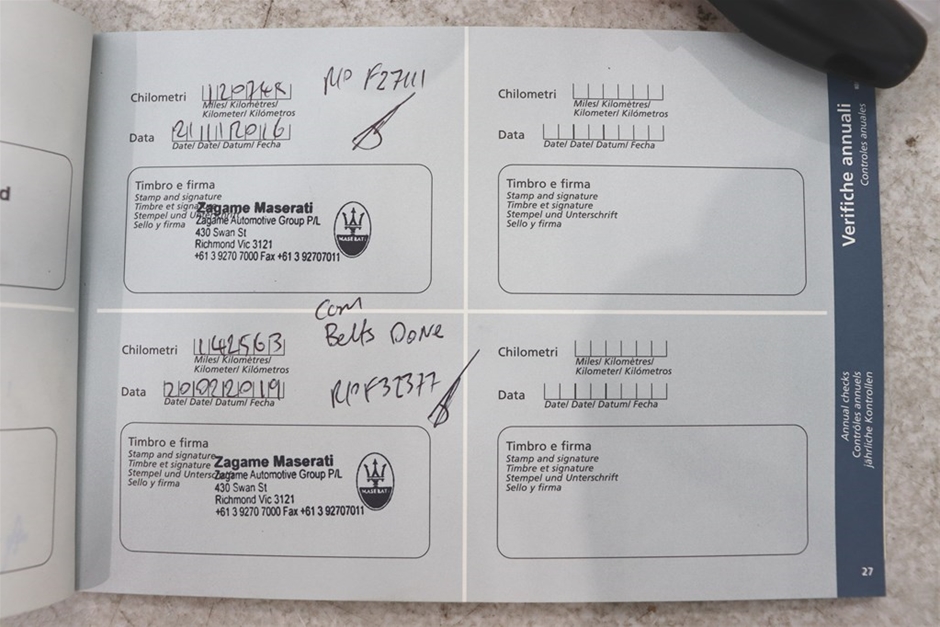 Chilometri 120748 RO F27111
Miles/ Kilomètres/
Kilometer/ Kilómetros
Data 21112016
Date/ Date/ Datum/ Fecha
Timbro e firma
Stamp and signature
Timbre et signature
Stempel und Unterschrift
Sello y firma
Zagame Maserati
Zagame Automotive Group P/L
430 Swan St
Richmond Vic 3121
+61 3 9270 7000 Fax +61 3 92707011
MASERATI
Chilometri
Miles/ Kilomètres/
Kilometer/ Kilómetros
Data
Date/ Date/ Datum/ Fecha
Timbro e firma
Stamp and signature
Timbre et signature
Stempel und Unterschrift
Sello y firma
Cam
Belts Done
Chilometri 142563
Miles/ Kilomètres/
Kilometer/ Kilómetros
Data 20022019 RO F32377
Date/ Date/ Datum/ Fecha
Timbro e firma
Stamp and signature
Timbre et signature
Stempel und Unterschrift
Sello y firma
Zagame Maserati
Zagame Automotive Group P/L
430 Swan St
Richmond Vic 3121
+61 3 9270 7000 Fax +61 3 92707011
MASERATI
Chilometri
Miles/ Kilomètres/
Kilometer/ Kilómetros
Data
Date/ Date/ Datum/ Fecha
Timbro e firma
Stamp and signature
Timbre et signature
Stempel und Unterschrift
Sello y firma
Verifiche annuali
Controles anuales
Annual checks
Contrôles annuels
jährliche Kontrollen
27
d